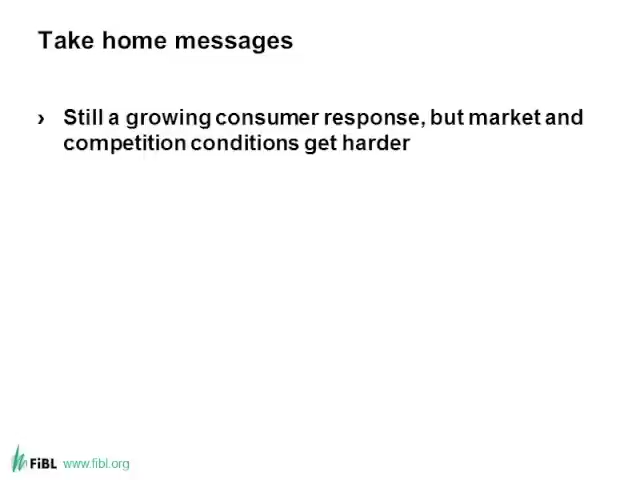 Take home messages
› Still a growing consumer response, but market and
competition conditions get harder
FiBL www.fibl.org